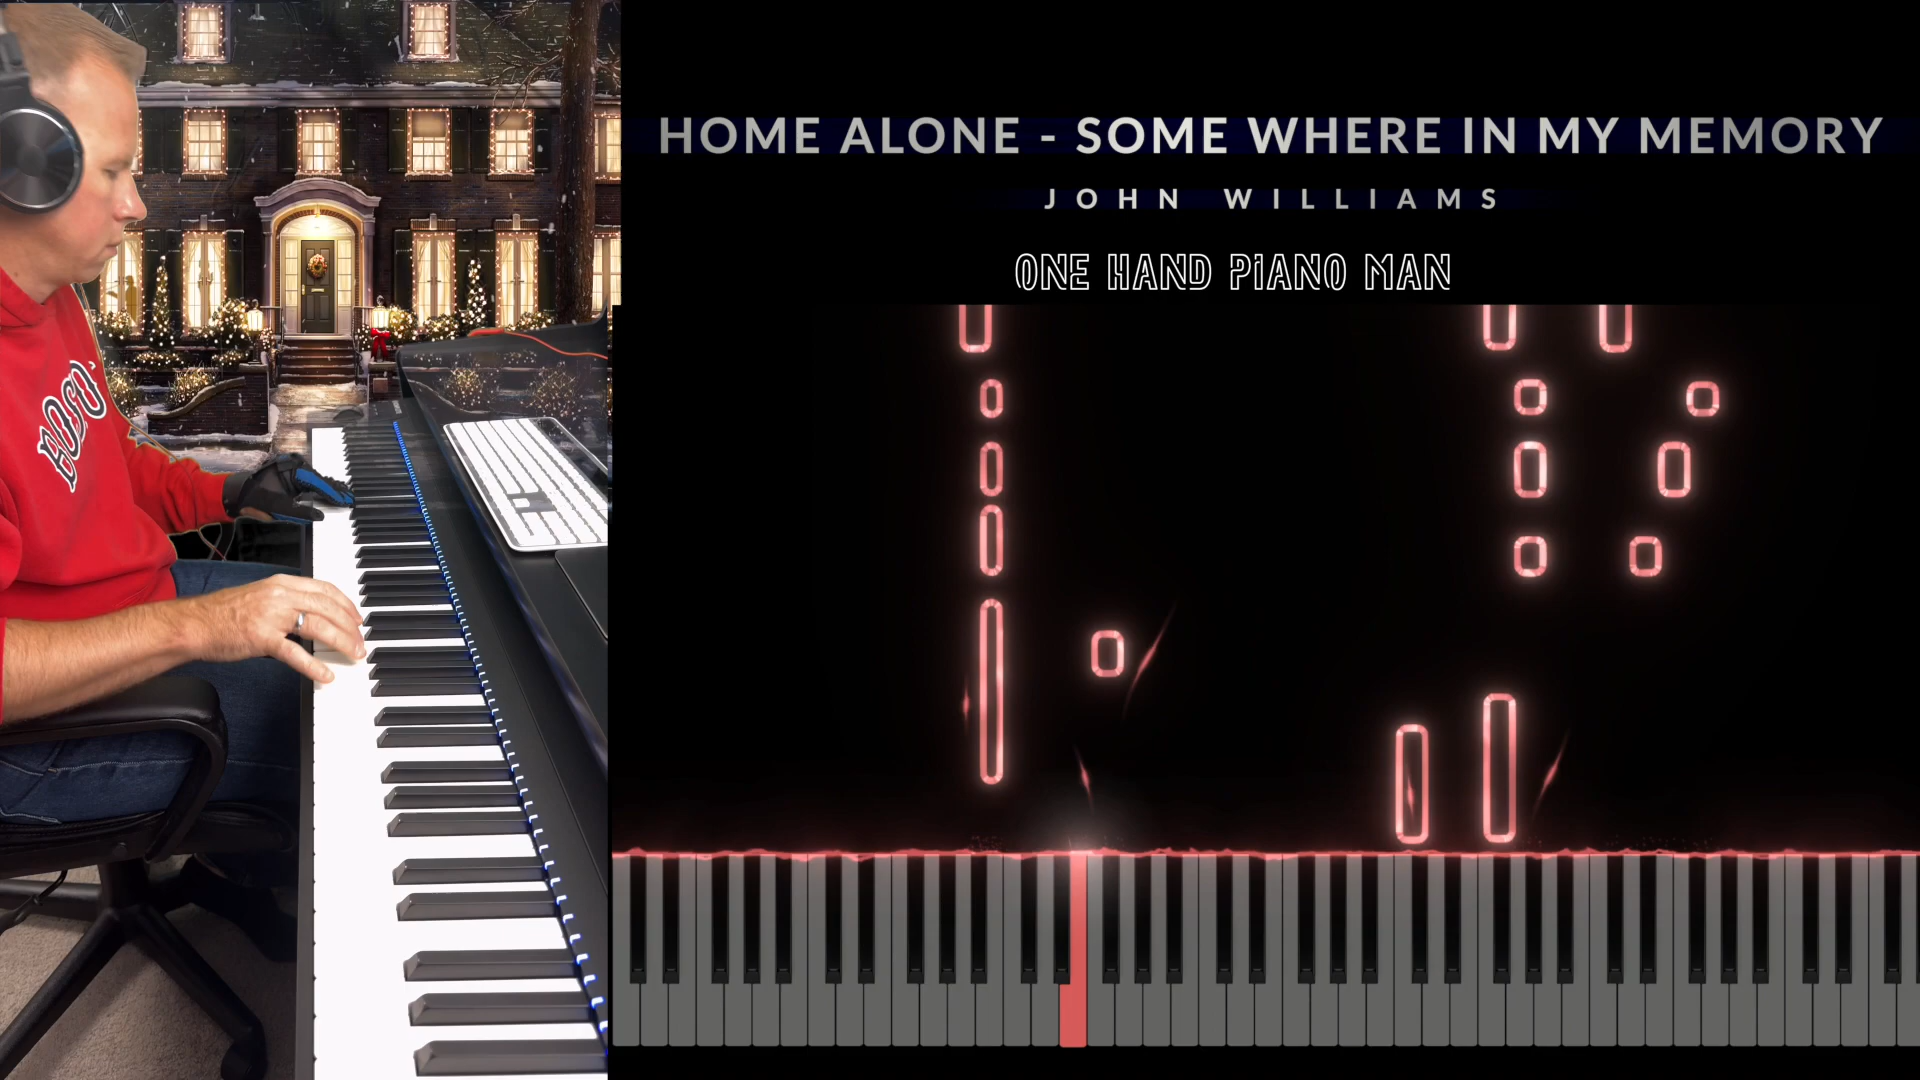 HOME ALONE - SOME WHERE IN MY MEMORY
JOHN WILLIAMS
ONE HAND PIANO MAN